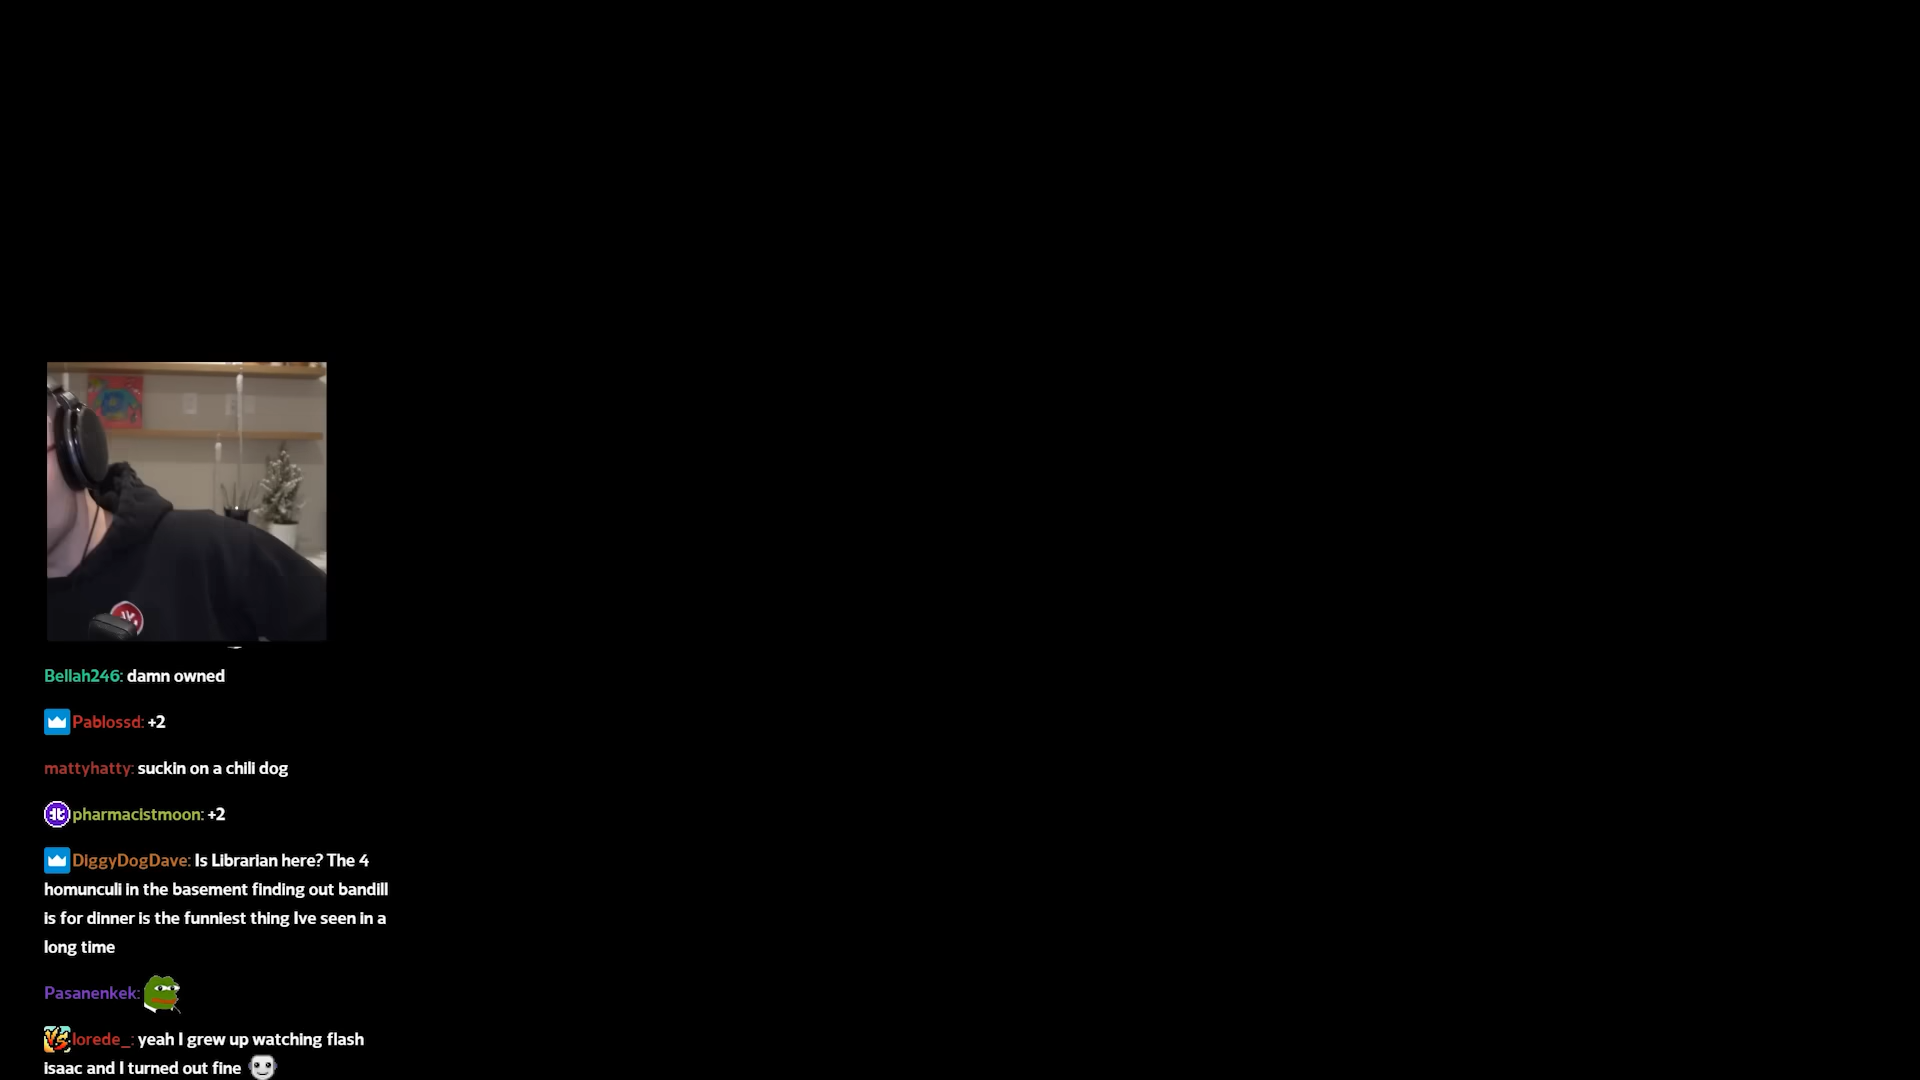 Bellah246: damn owned
Pablossd: +2
mattyhatty: suckin on a chili dog
pharmacistmoon: +2
DiggyDogDave: Is Librarian here? The 4
homunculi in the basement finding out bandill
is for dinner is the funniest thing Ive seen in a
long time
Pasanenkek:
lorede_: yeah I grew up watching flash
isaac and I turned out fine